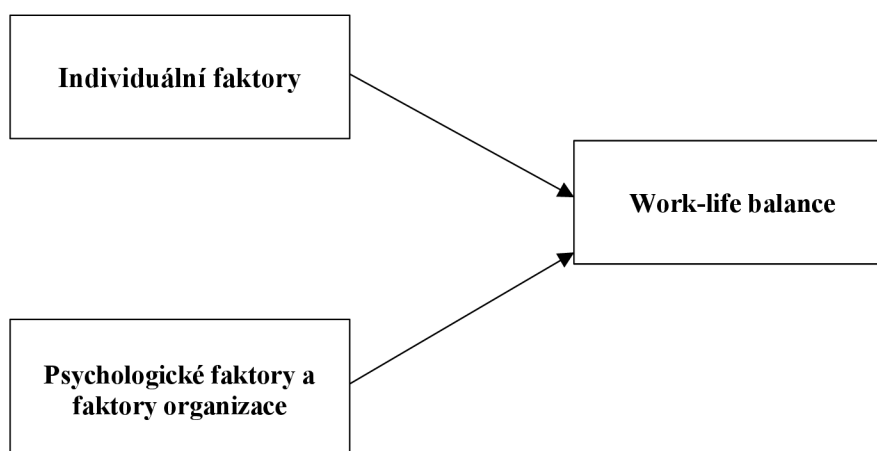 Individuální faktory
Work-life balance
Psychologické faktory a
faktory organizace